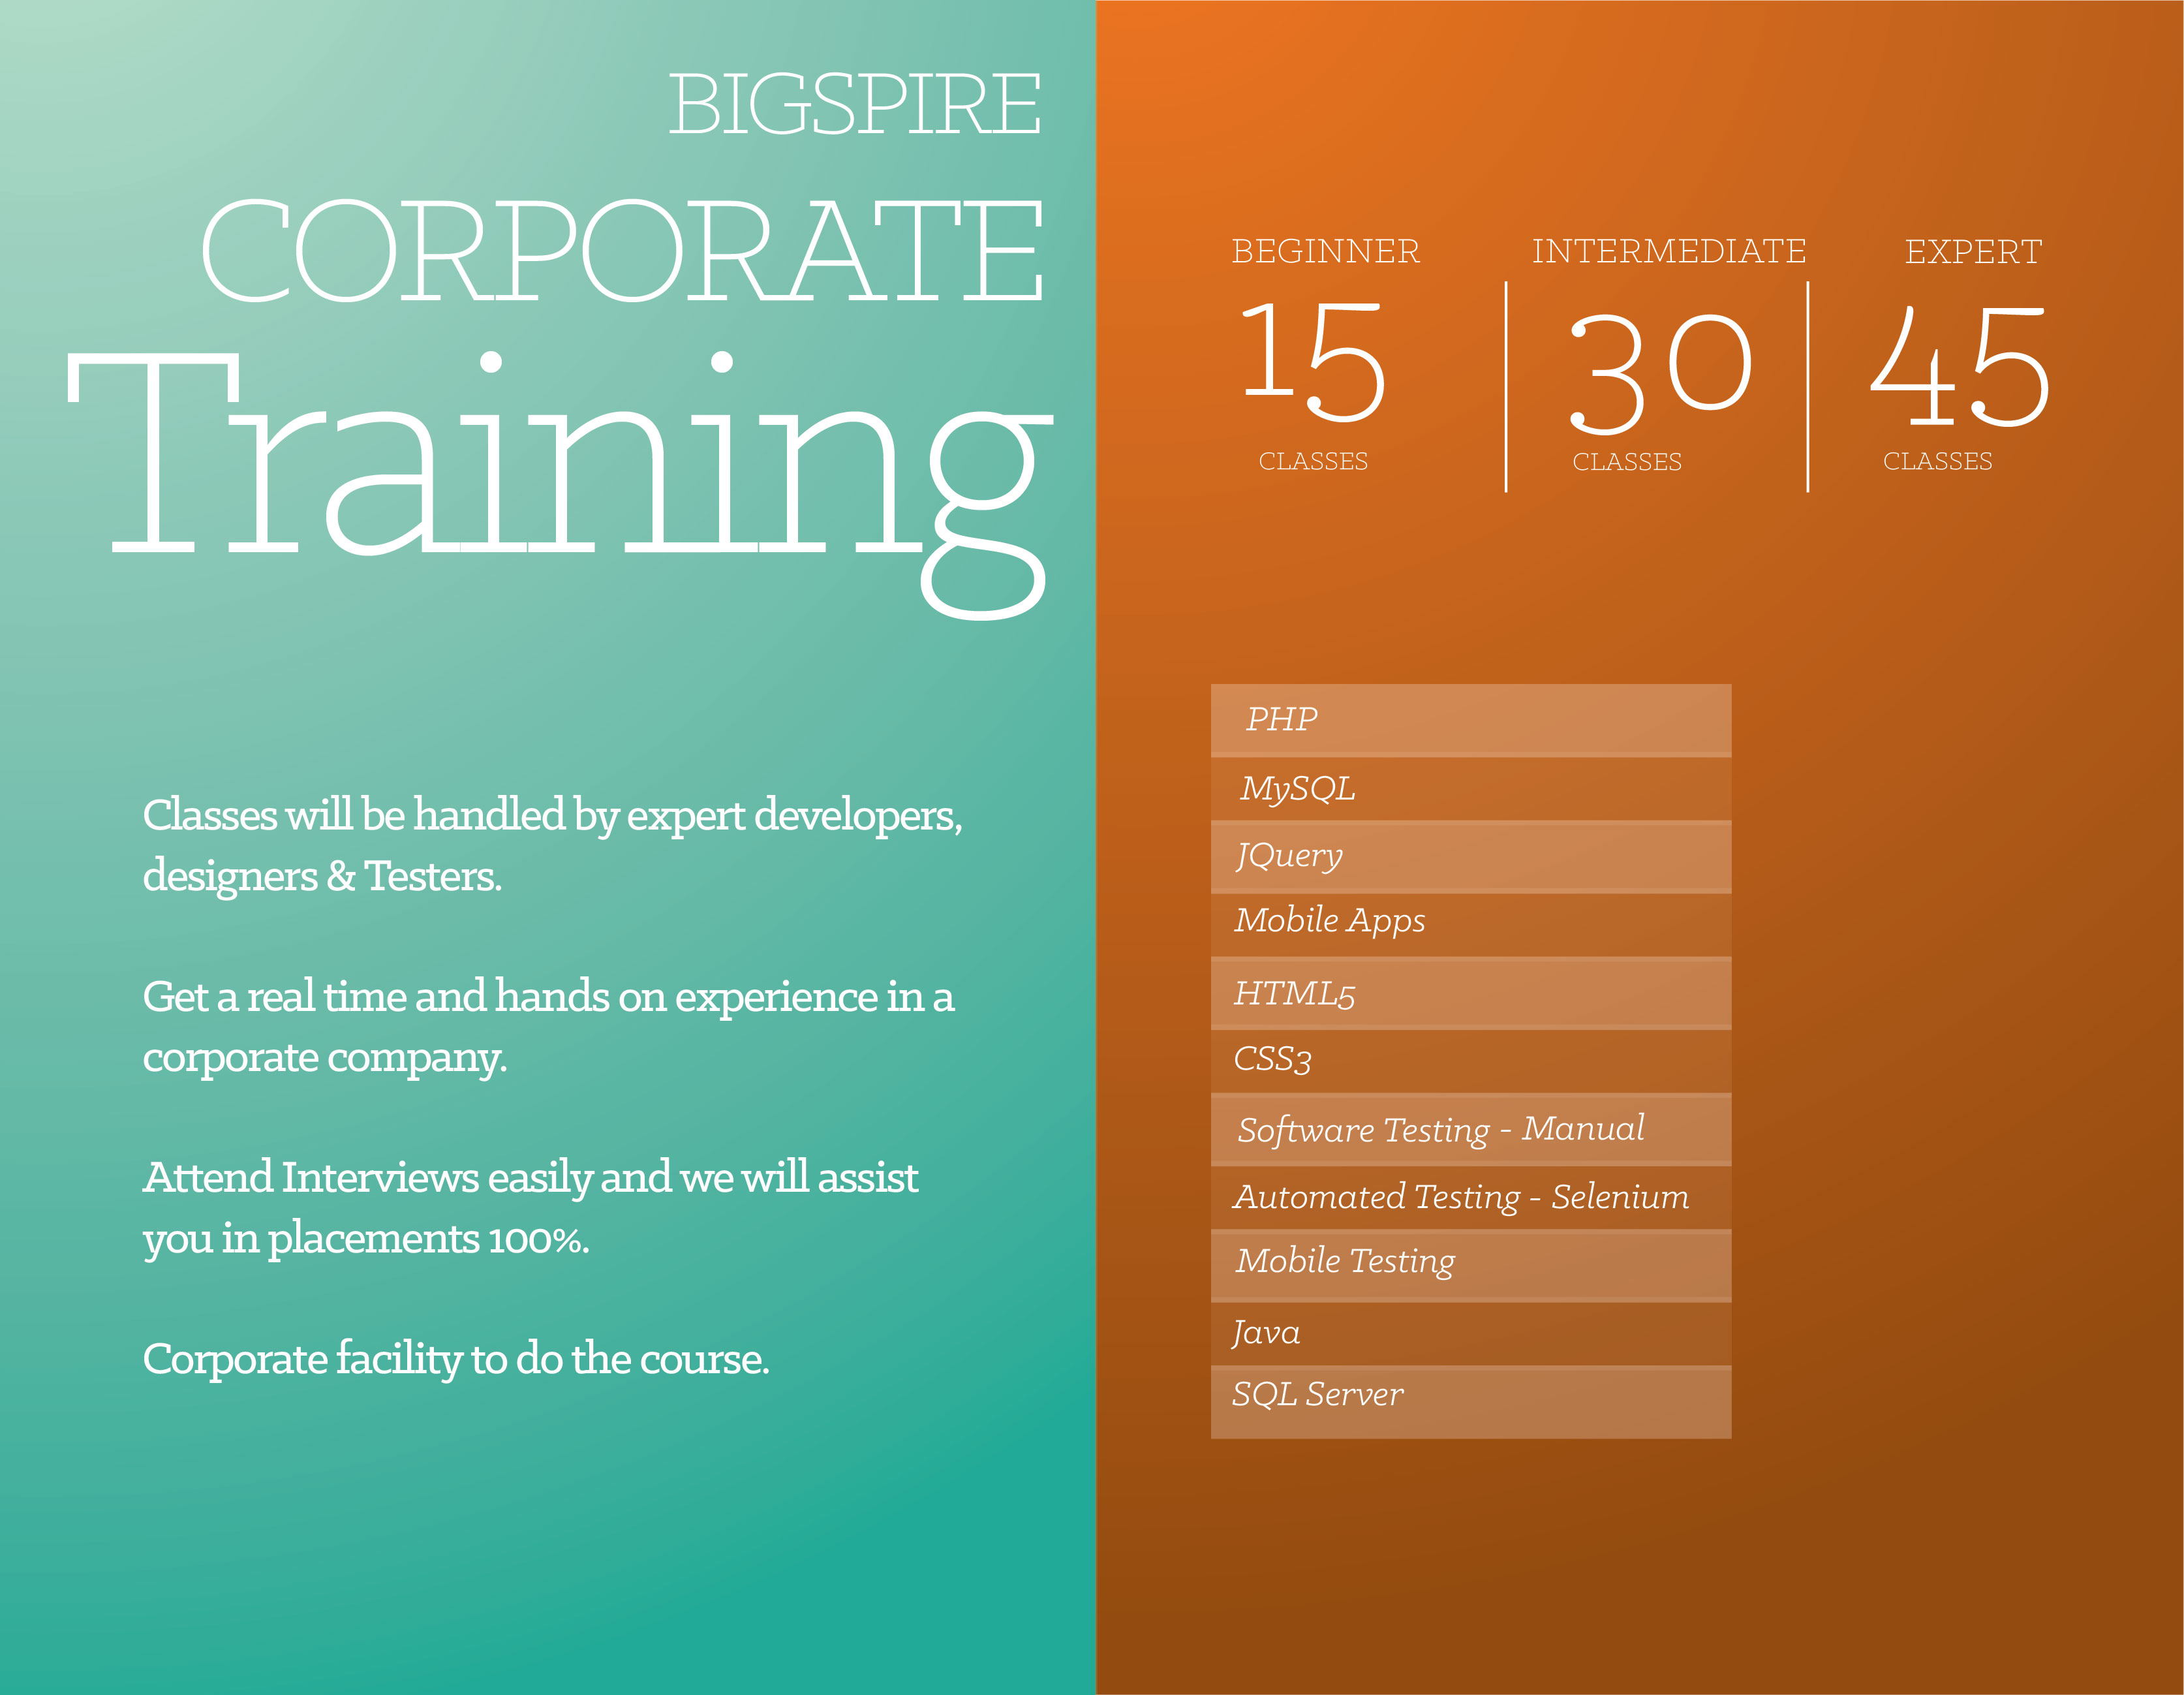 BIGSPIRE
CORPORATE
Training
Classes will be handled by expert developers,
designers & Testers.
Get a real time and hands on experience in a
corporate company.
Attend Interviews easily and we will assist
you in placements 100%.
Corporate facility to do the course.
BEGINNER INTERMEDIATE EXPERT
15 30 45
CLASSES CLASSES CLASSES
PHP
MySQL
JQuery
Mobile Apps
HTML5
CSS3
Software Testing - Manual
Automated Testing - Selenium
Mobile Testing
Java
SQL Server